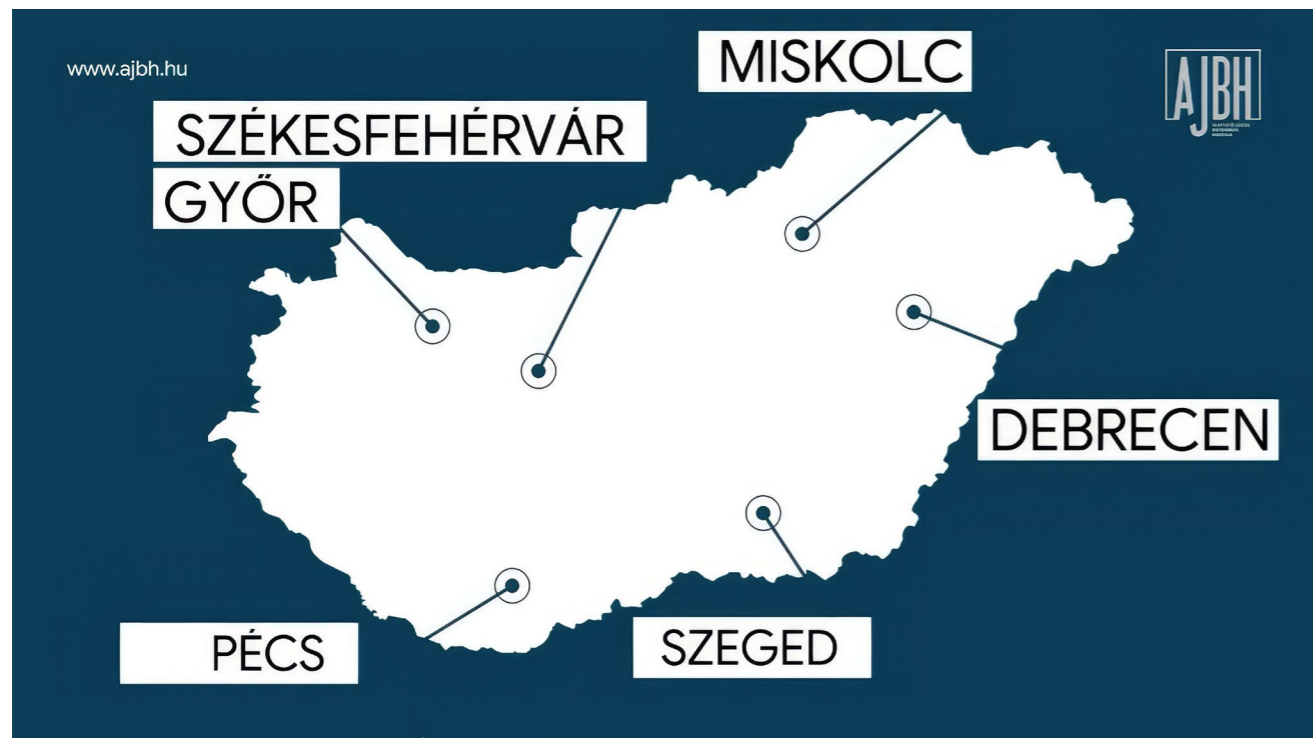 www.ajbh.hu
MISKOLC
AJBH
SZÉKESFEHÉRVÁR
GYŐR
DEBRECEN
PÉCS
SZEGED